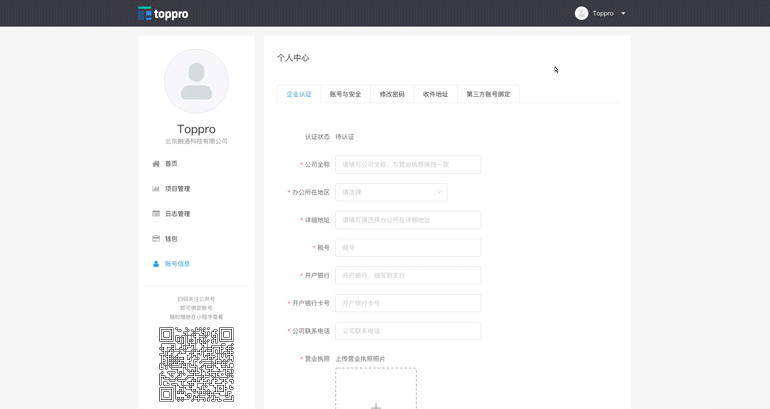 toppro
Toppro
Toppro
北京融通科技有限公司
首页
项目管理
日志管理
钱包
账号信息
扫码关注公众号
即可绑定账号
随时随地在小程序查看
个人中心
企业认证
账号与安全
修改密码
收件地址
第三方账号绑定
认证状态 待认证
* 公司全称 请填写公司全称，与营业执照保持一致
* 办公所在地区 请选择
* 详细地址 请填写请选择办公所在详细地址
* 税号 税号
* 开户银行 开户银行，细写到支行
* 开户银行卡号 开户银行卡号
* 公司联系电话 公司联系电话
* 营业执照 上传营业执照照片